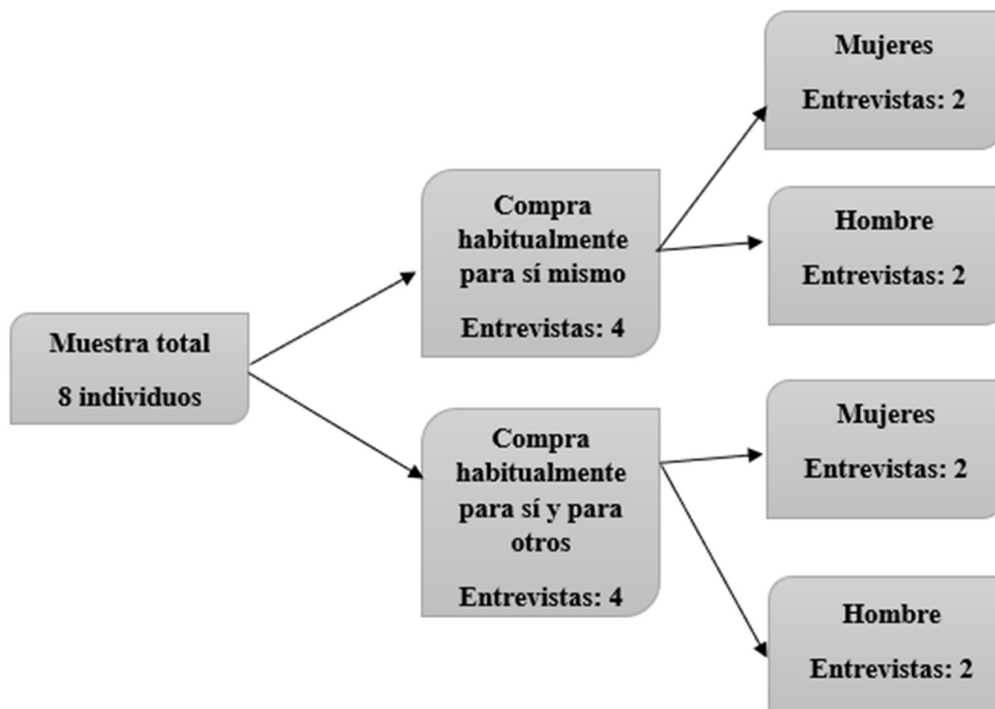 Muestra total
8 individuos
Compra
habitualmente
para sí mismo
Entrevistas: 4
Mujeres
Entrevistas: 2
Hombre
Entrevistas: 2
Compra
habitualmente
para sí y para
otros
Entrevistas: 4
Mujeres
Entrevistas: 2
Hombre
Entrevistas: 2